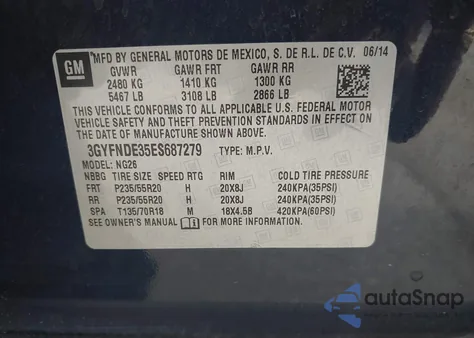 GM
MFD BY GENERAL MOTORS DE MEXICO, S. DE R.L. DE C.V. 06/14
GVWR GAWR FRT GAWR RR
2480 KG 1410 KG 1300 KG
5467 LB 3108 LB 2866 LB
THIS VEHICLE CONFORMS TO ALL APPLICABLE U.S. FEDERAL MOTOR
VEHICLE SAFETY AND THEFT PREVENTION STANDARDS IN EFFECT
ON THE DATE OF MANUFACTURE SHOWN ABOVE.
3GYFNDE35ES687279 TYPE: M.P.V.
MODEL: NG26
NBBG TIRE SIZE SPEED RTG RIM COLD TIRE PRESSURE
FRT P235/55R20 H 20X8J 240KPA(35PSI)
RR P235/55R20 H 20X8J 240KPA(35PSI)
SPA T135/70R18 M 18X4.5B 420KPA(60PSI)
SEE OWNER'S MANUAL FOR MORE INFORMATION.
autoSnap